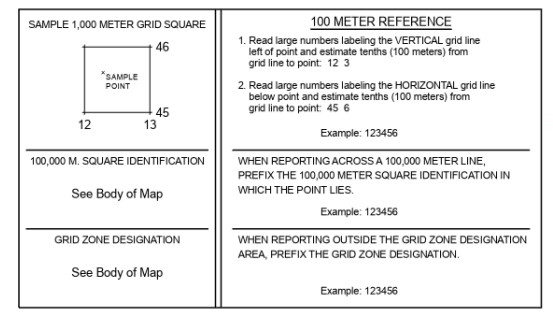 SAMPLE 1,000 METER GRID SQUARE
46
x SAMPLE
POINT
45
12 13
100,000 M. SQUARE IDENTIFICATION
See Body of Map
GRID ZONE DESIGNATION
See Body of Map
100 METER REFERENCE
1. Read large numbers labeling the VERTICAL grid line
left of point and estimate tenths (100 meters) from
grid line to point: 12 3
2. Read large numbers labeling the HORIZONTAL grid line
below point and estimate tenths (100 meters) from
grid line to point: 45 6
Example: 123456
WHEN REPORTING ACROSS A 100,000 METER LINE,
PREFIX THE 100,000 METER SQUARE IDENTIFICATION IN
WHICH THE POINT LIES.
Example: 123456
WHEN REPORTING OUTSIDE THE GRID ZONE DESIGNATION
AREA, PREFIX THE GRID ZONE DESIGNATION.
Example: 123456